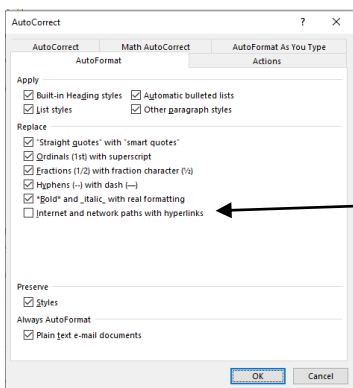 AutoCorrect ? ×
AutoCorrect Math AutoCorrect AutoFormat As You Type
AutoFormat Actions
Apply
Built-in Heading styles Automatic bulleted lists
List styles Other paragraph styles
Replace
"Straight quotes" with "smart quotes"
Ordinals (1st) with superscript
Fractions (1/2) with fraction character (½)
Hyphens (--) with dash (—)
*Bold* and _italic_ with real formatting
Internet and network paths with hyperlinks
Preserve
Styles
Always AutoFormat
Plain text e-mail documents
OK Cancel